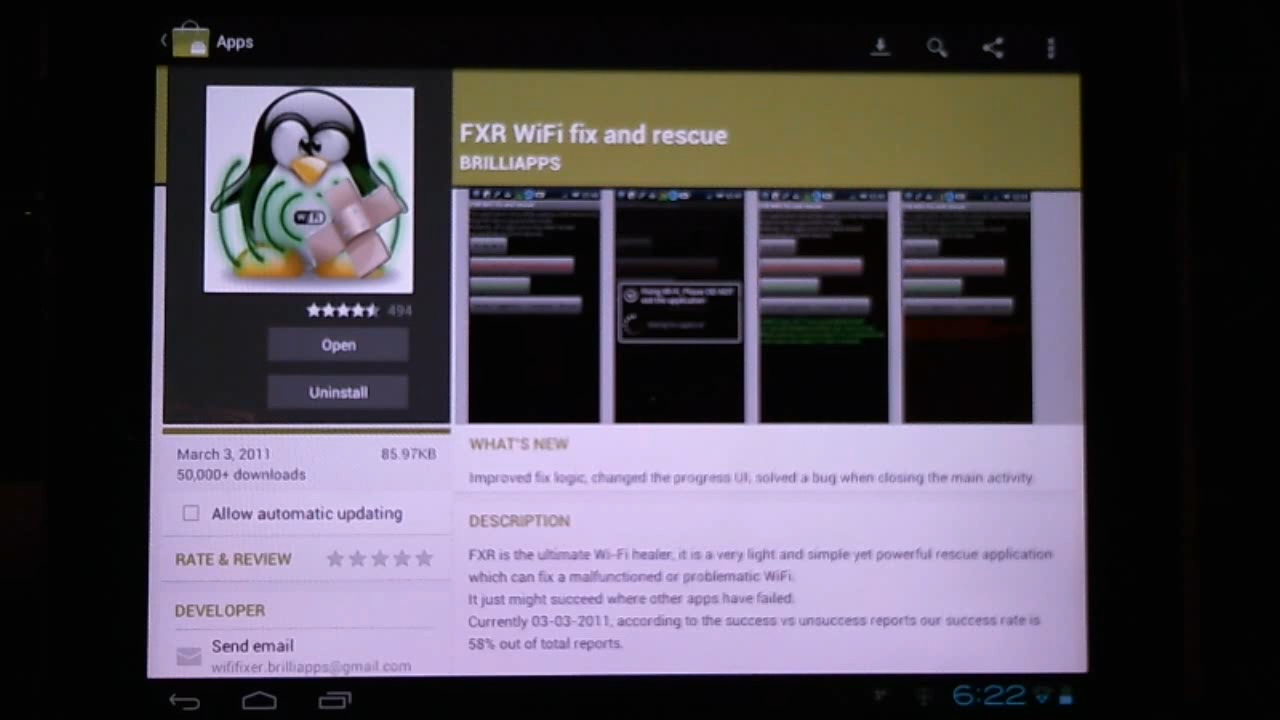 Apps
FXR WiFi fix and rescue
BRILLIAPPS
WiFi
494
Open
Uninstall
March 3, 2011 85.97KB
50,000+ downloads
Allow automatic updating
RATE & REVIEW
DEVELOPER
Send email
wififixer.brilliapps@gmail.com
WHAT'S NEW
Improved fix logic, changed the progress UI, solved a bug when closing the main activity
DESCRIPTION
FXR is the ultimate Wi-Fi healer, it is a very light and simple yet powerful rescue application
which can fix a malfunctioned or problematic WiFi.
It just might succeed where other apps have failed.
Currently 03-03-2011, according to the success vs unsuccess reports our success rate is
58% out of total reports.
6:22